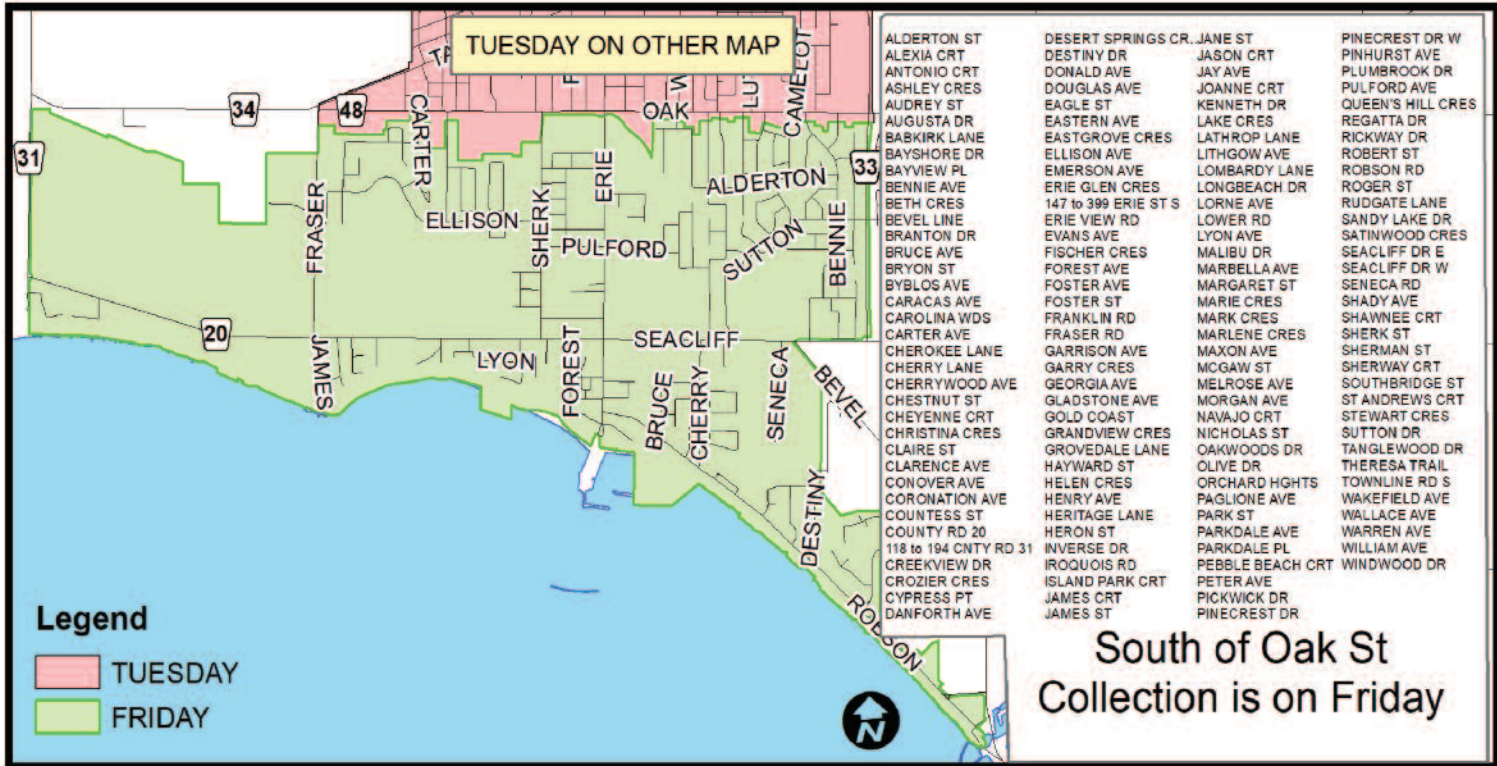 TUESDAY ON OTHER MAP
OAK
34
48
31
33
20
CARTER
CAMELOT
FRASER
ELLISON
SHERK
ERIE
PULFORD
ALDERTON
SUTTON
BENNIE
SEACLIFF
JAMES
LYON
FOREST
BRUCE
CHERRY
SENECA
BEVEL
DESTINY
ROBSON
Legend
TUESDAY
FRIDAY
N
ALDERTON ST
ALEXIA CRT
ANTONIO CRT
ASHLEY CRES
AUDREY ST
AUGUSTA DR
BABKIRK LANE
BAYSHORE DR
BAYVIEW PL
BENNIE AVE
BETH CRES
BEVEL LINE
BRANTON DR
BRUCE AVE
BRYON ST
BYBLOS AVE
CARACAS AVE
CAROLINA WDS
CARTER AVE
CHEROKEE LANE
CHERRY LANE
CHERRYWOOD AVE
CHESTNUT ST
CHEYENNE CRT
CHRISTINA CRES
CLAIRE ST
CLARENCE AVE
CONOVER AVE
CORONATION AVE
COUNTESS ST
COUNTY RD 20
118 to 194 CNTY RD 31
CREEKVIEW DR
CROZIER CRES
CYPRESS PT
DANFORTH AVE
DESERT SPRINGS CR..
DESTINY DR
DONALD AVE
DOUGLAS AVE
EAGLE ST
EASTERN AVE
EASTGROVE CRES
ELLISON AVE
EMERSON AVE
ERIE GLEN CRES
147 to 399 ERIE ST S
ERIE VIEW RD
EVANS AVE
FISCHER CRES
FOREST AVE
FOSTER AVE
FOSTER ST
FRANKLIN RD
FRASER RD
GARRISON AVE
GARRY CRES
GEORGIA AVE
GLADSTONE AVE
GOLD COAST
GRANDVIEW CRES
GROVEDALE LANE
HAYWARD ST
HELEN CRES
HENRY AVE
HERITAGE LANE
HERON ST
INVERSE DR
IROQUOIS RD
ISLAND PARK CRT
JAMES CRT
JAMES ST
JANE ST
JASON CRT
JAY AVE
JOANNE CRT
KENNETH DR
LAKE CRES
LATHROP LANE
LITHGOW AVE
LOMBARDY LANE
LONGBEACH DR
LORNE AVE
LOWER RD
LYON AVE
MALIBU DR
MARBELLA AVE
MARGARET ST
MARIE CRES
MARK CRES
MARLENE CRES
MAXON AVE
MCGAW ST
MELROSE AVE
MORGAN AVE
NAVAJO CRT
NICHOLAS ST
OAKWOODS DR
OLIVE DR
ORCHARD HGHTS
PAGLIONE AVE
PARK ST
PARKDALE AVE
PARKDALE PL
PEBBLE BEACH CRT
PETER AVE
PICKWICK DR
PINECREST DR
PINECREST DR W
PINHURST AVE
PLUMBROOK DR
PULFORD AVE
QUEEN'S HILL CRES
REGATTA DR
RICKWAY DR
ROBERT ST
ROBSON RD
ROGER ST
RUDGATE LANE
SANDY LAKE DR
SATINWOOD CRES
SEACLIFF DR E
SEACLIFF DR W
SENECA RD
SHADY AVE
SHAWNEE CRT
SHERK ST
SHERMAN ST
SHERWAY CRT
SOUTHBRIDGE ST
ST ANDREWS CRT
STEWART CRES
SUTTON DR
TANGLEWOOD DR
THERESA TRAIL
TOWNLINE RD S
WAKEFIELD AVE
WALLACE AVE
WARREN AVE
WILLIAM AVE
WINDWOOD DR
South of Oak St
Collection is on Friday